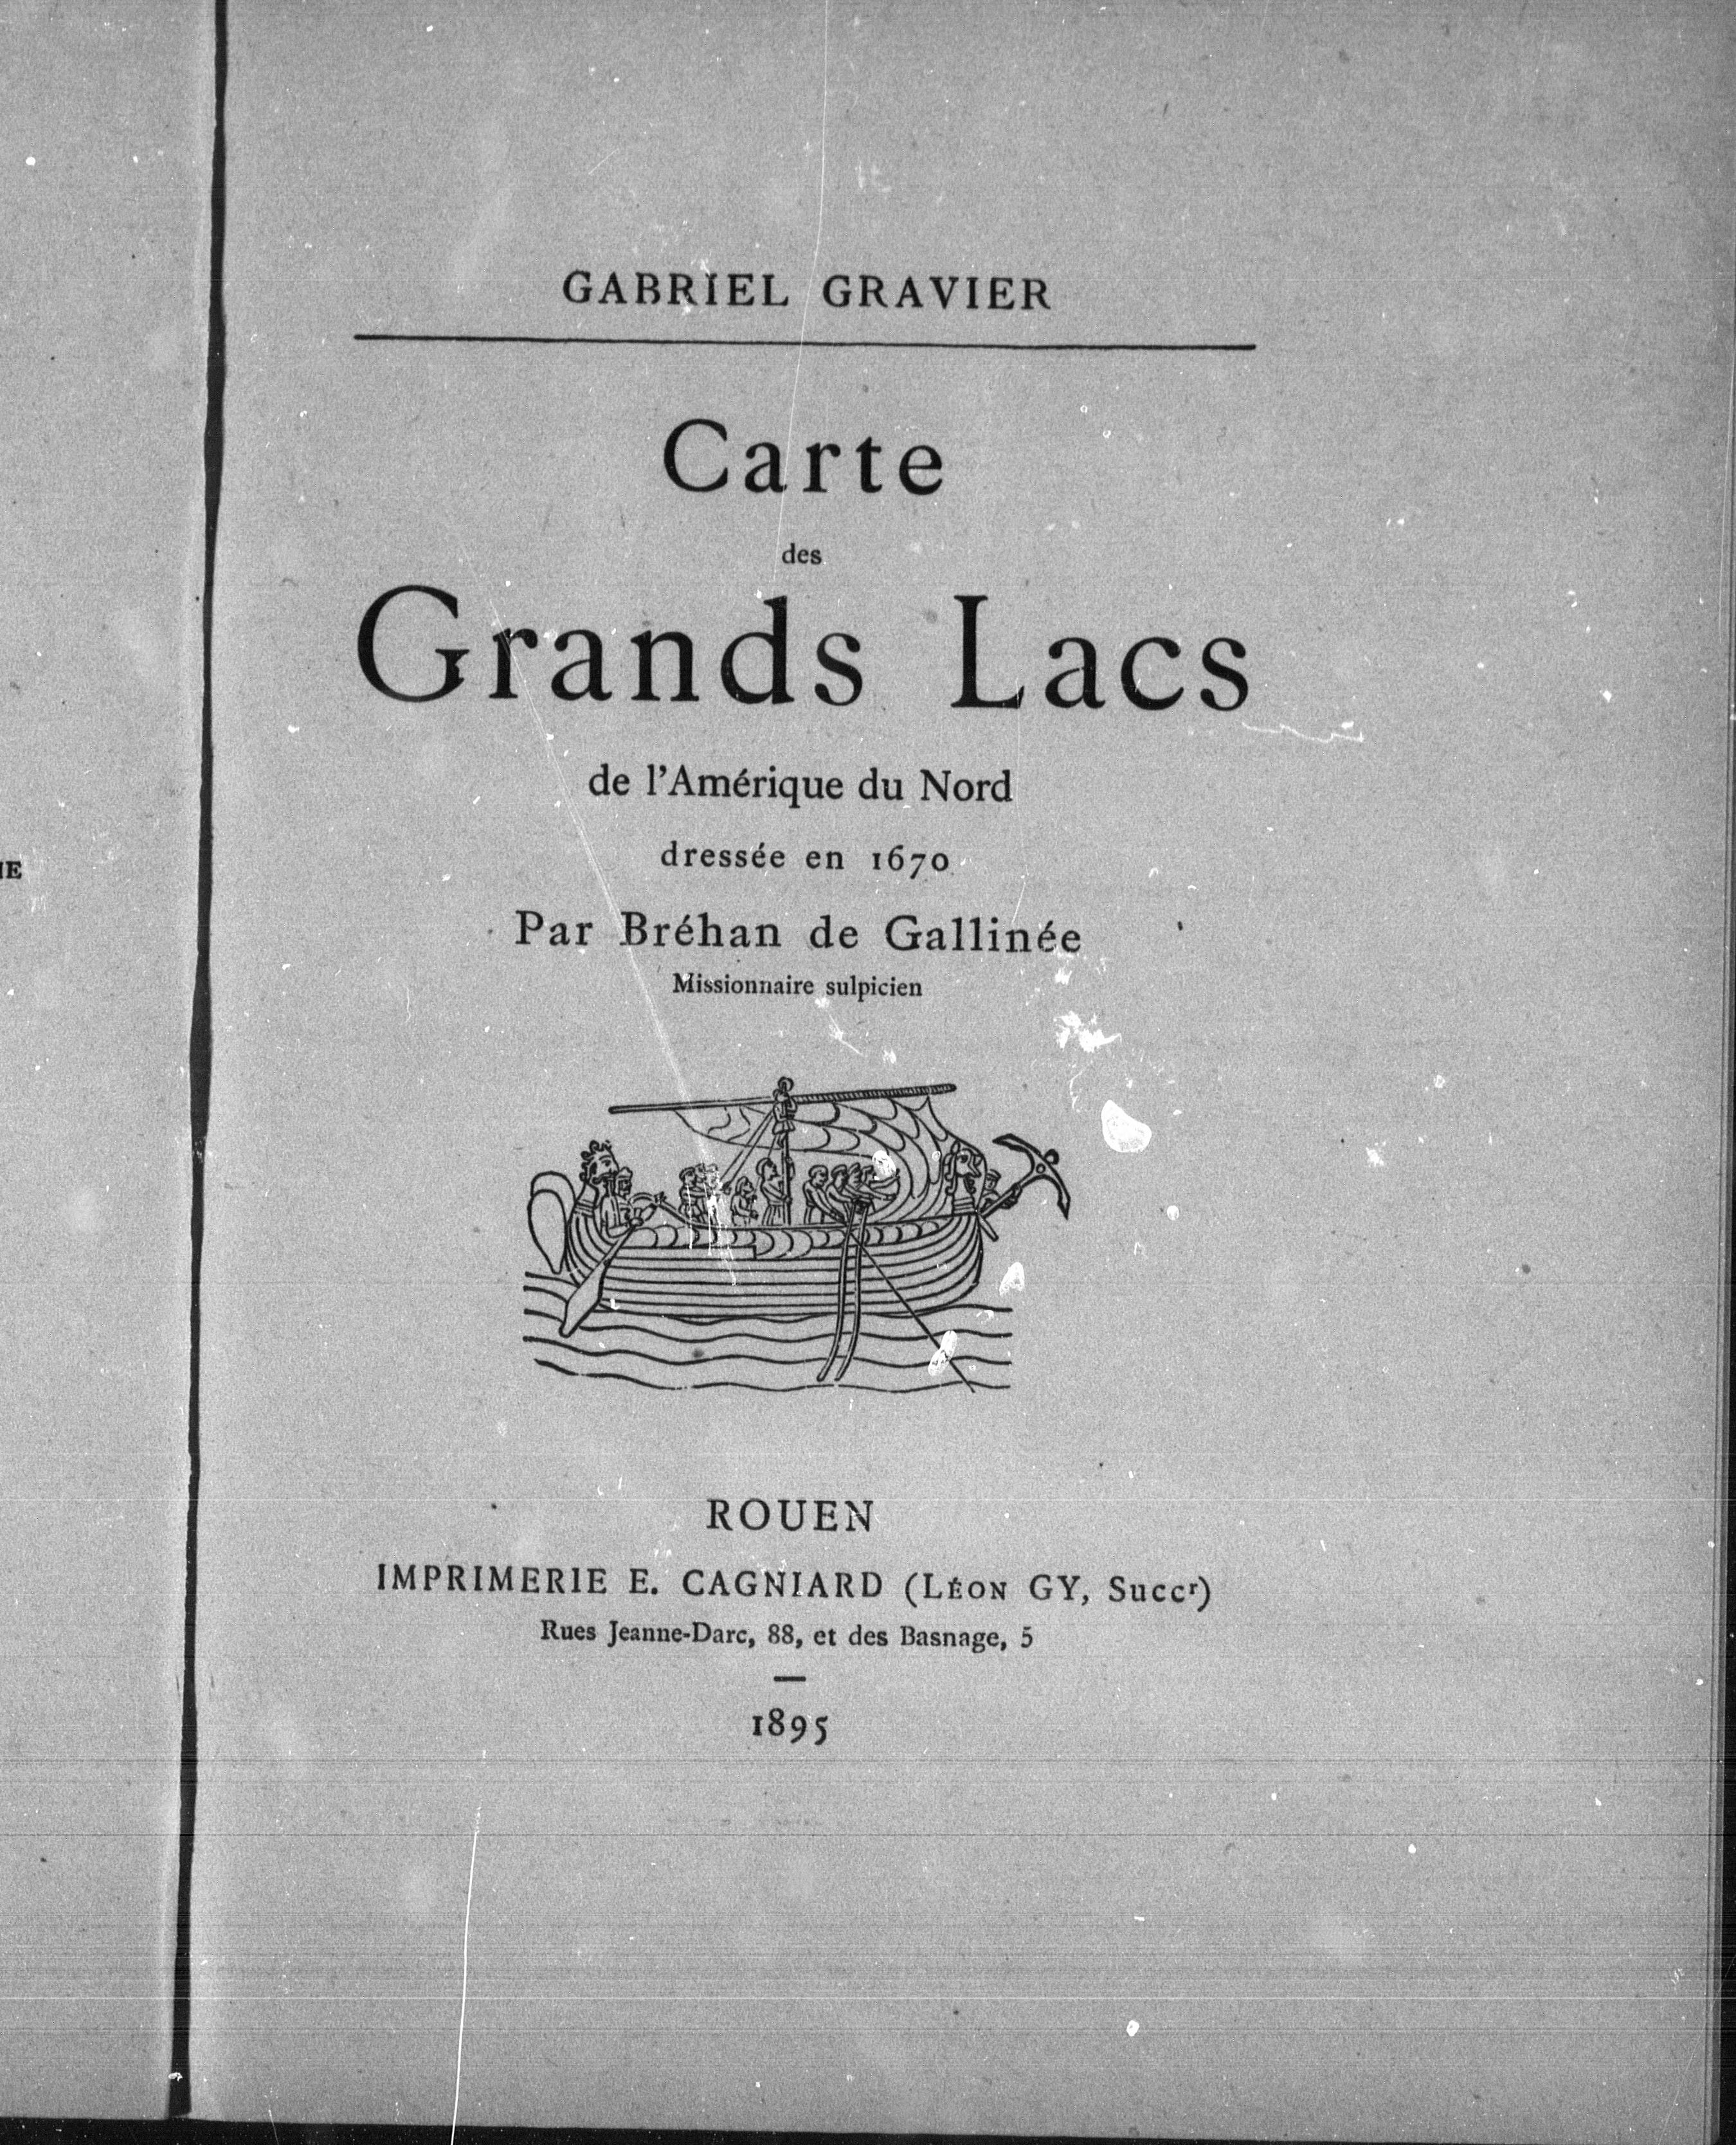 GABRIEL GRAVIER
Carte
des
Grands Lacs
de l'Amérique du Nord
dressée en 1670
Par Bréhan de Gallinée
Missionnaire sulpicien
ROUEN
IMPRIMERIE E. CAGNIARD (LÉON GY, Succr)
Rues Jeanne-Darc, 88, et des Basnage, 5
1895